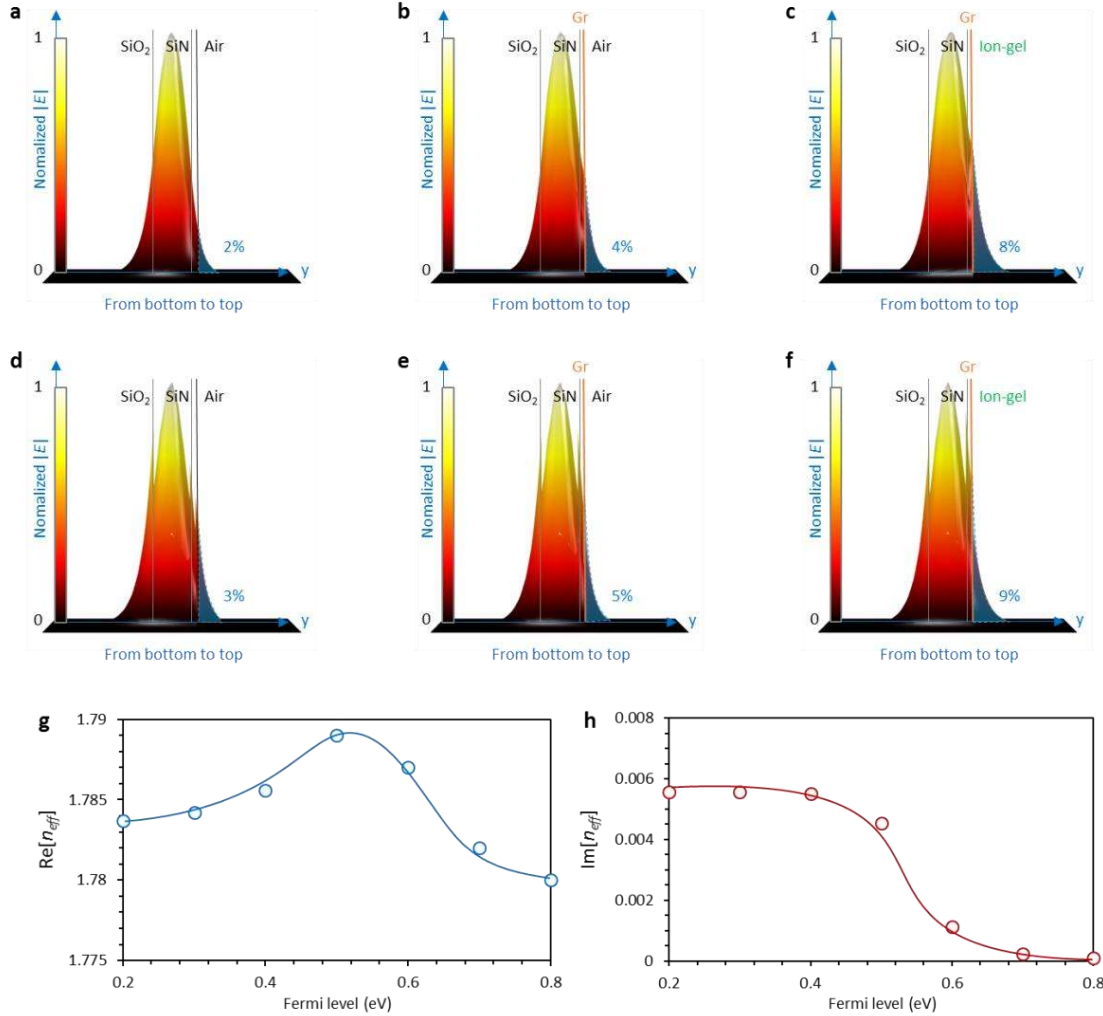 a
1
SiO2 SiN Air
Nomalized |E|
2%
0
y
From bottom to top
b
Gr
1
SiO2 SiN Air
Nomalized |E|
4%
0
y
From bottom to top
c
Gr
1
SiO2 SiN Ion-gel
Nomalized |E|
8%
0
y
From bottom to top
d
1
SiO2 SiN Air
Nomalized |E|
3%
0
y
From bottom to top
e
Gr
1
SiO2 SiN Air
Nomalized |E|
5%
0
y
From bottom to top
f
Gr
1
SiO2 SiN Ion-gel
Nomalized |E|
9%
0
y
From bottom to top
g
1.79
1.785
1.78
1.775
Re[neff]
0.2 0.4 0.6 0.8
Fermi level (eV)
h
0.008
0.006
0.004
0.002
0
Im[neff]
0.2 0.4 0.6 0.8
Fermi level (eV)